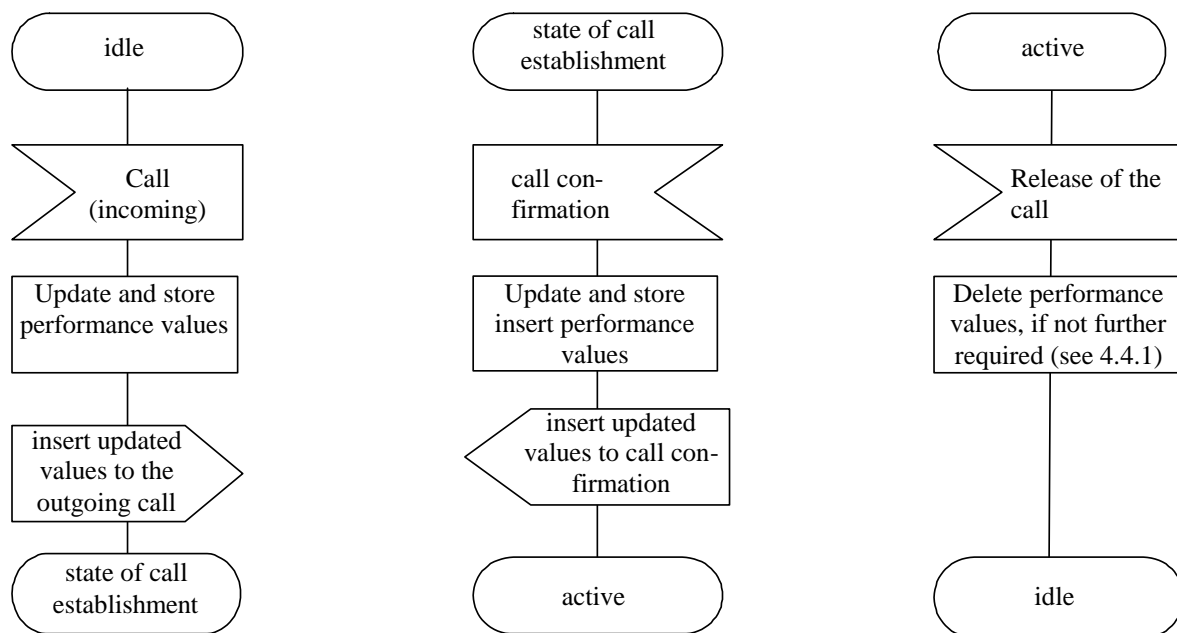 idle
Call
(incoming)
Update and store
performance values
insert updated
values to the
outgoing call
state of call
establishment
state of call
establishment
call con-
firmation
Update and store
insert performance
values
insert updated
values to call con-
firmation
active
active
Release of the
call
Delete performance
values, if not further
required (see 4.4.1)
idle